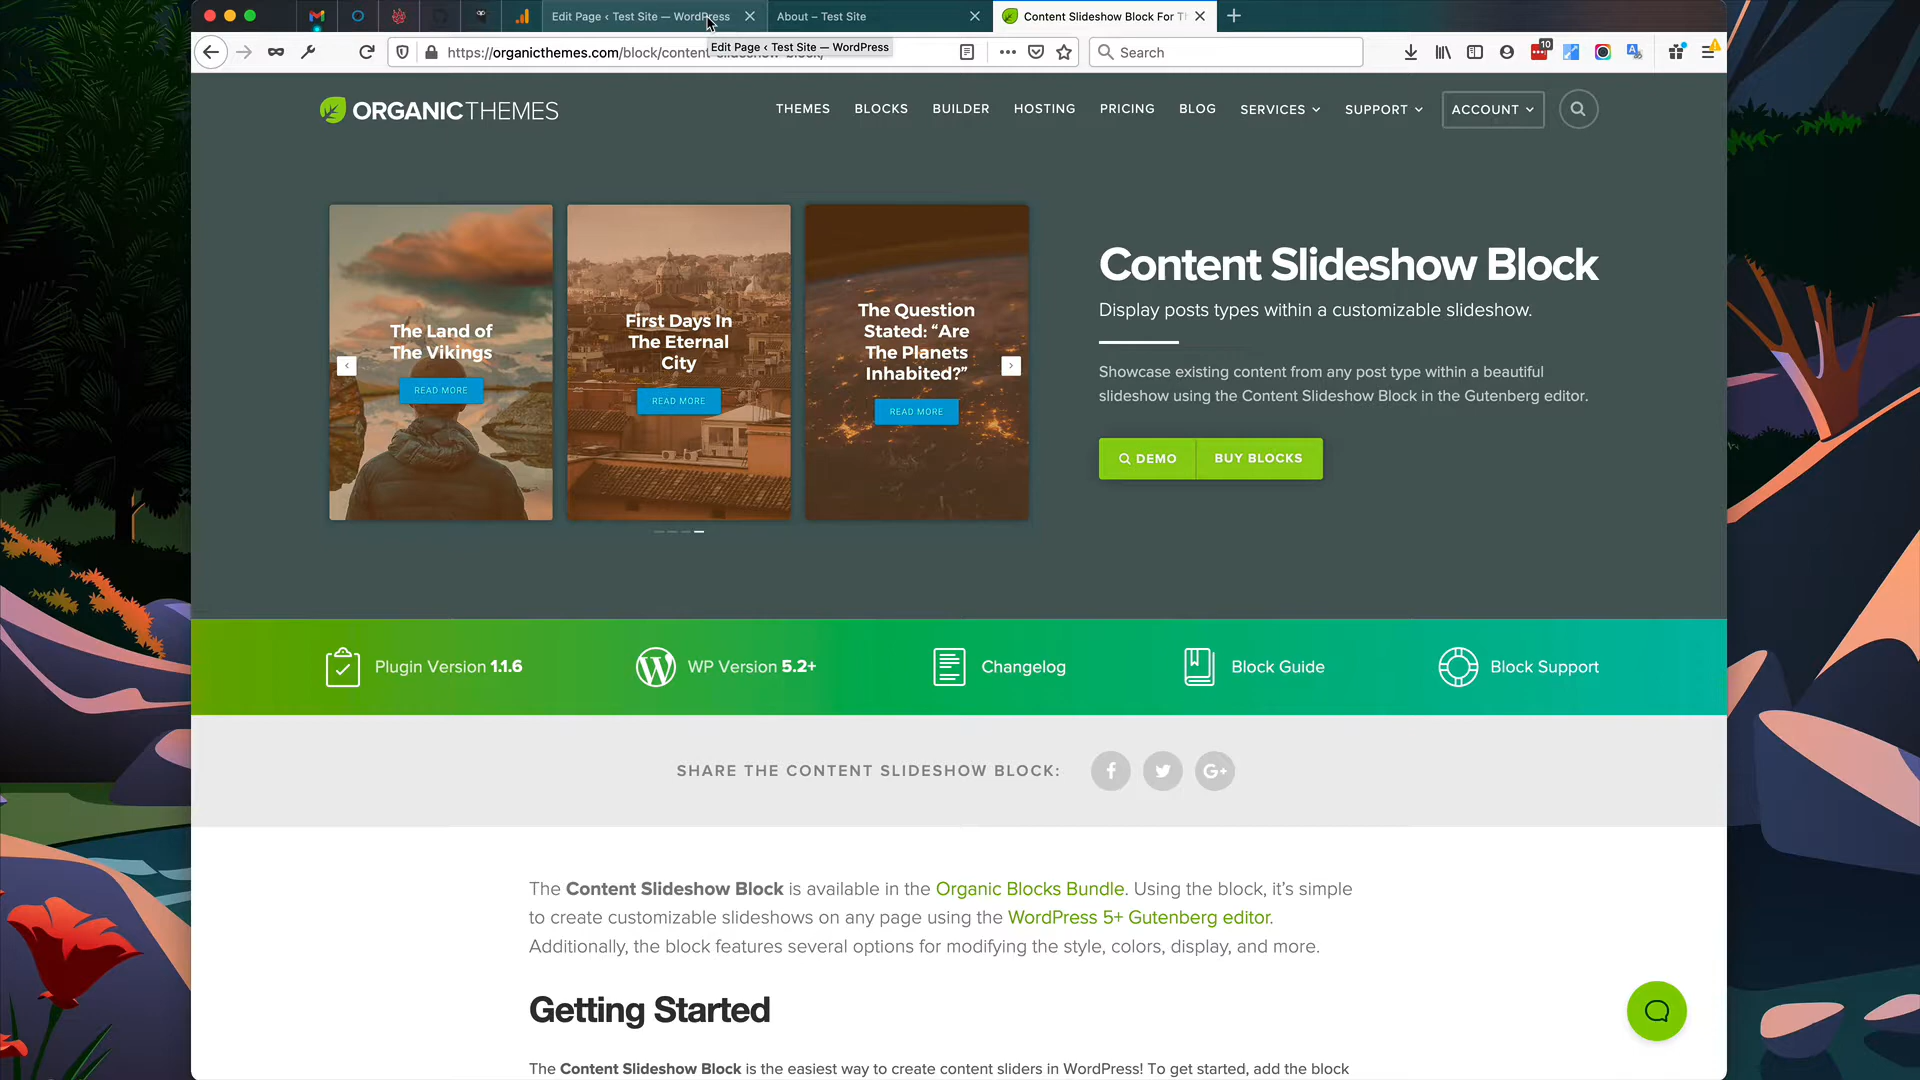 Edit Page ‹ Test Site — WordPress
About – Test Site
Content Slideshow Block For
Edit Page ‹ Test Site — WordPress
https://organicthemes.com/block/content-slideshow-block/
Search
10
ORGANICTHEMES
THEMES
BLOCKS
BUILDER
HOSTING
PRICING
BLOG
SERVICES
SUPPORT
ACCOUNT
The Land of
The Vikings
READ MORE
First Days In
The Eternal
City
READ MORE
The Question
Stated: “Are
The Planets
Inhabited?”
READ MORE
Content Slideshow Block
Display posts types within a customizable slideshow.
Showcase existing content from any post type within a beautiful
slideshow using the Content Slideshow Block in the Gutenberg editor.
DEMO
BUY BLOCKS
Plugin Version 1.1.6
WP Version 5.2+
Changelog
Block Guide
Block Support
SHARE THE CONTENT SLIDESHOW BLOCK:
The Content Slideshow Block is available in the Organic Blocks Bundle. Using the block, it’s simple
to create customizable slideshows on any page using the WordPress 5+ Gutenberg editor.
Additionally, the block features several options for modifying the style, colors, display, and more.
Getting Started
The Content Slideshow Block is the easiest way to create content sliders in WordPress! To get started, add the block